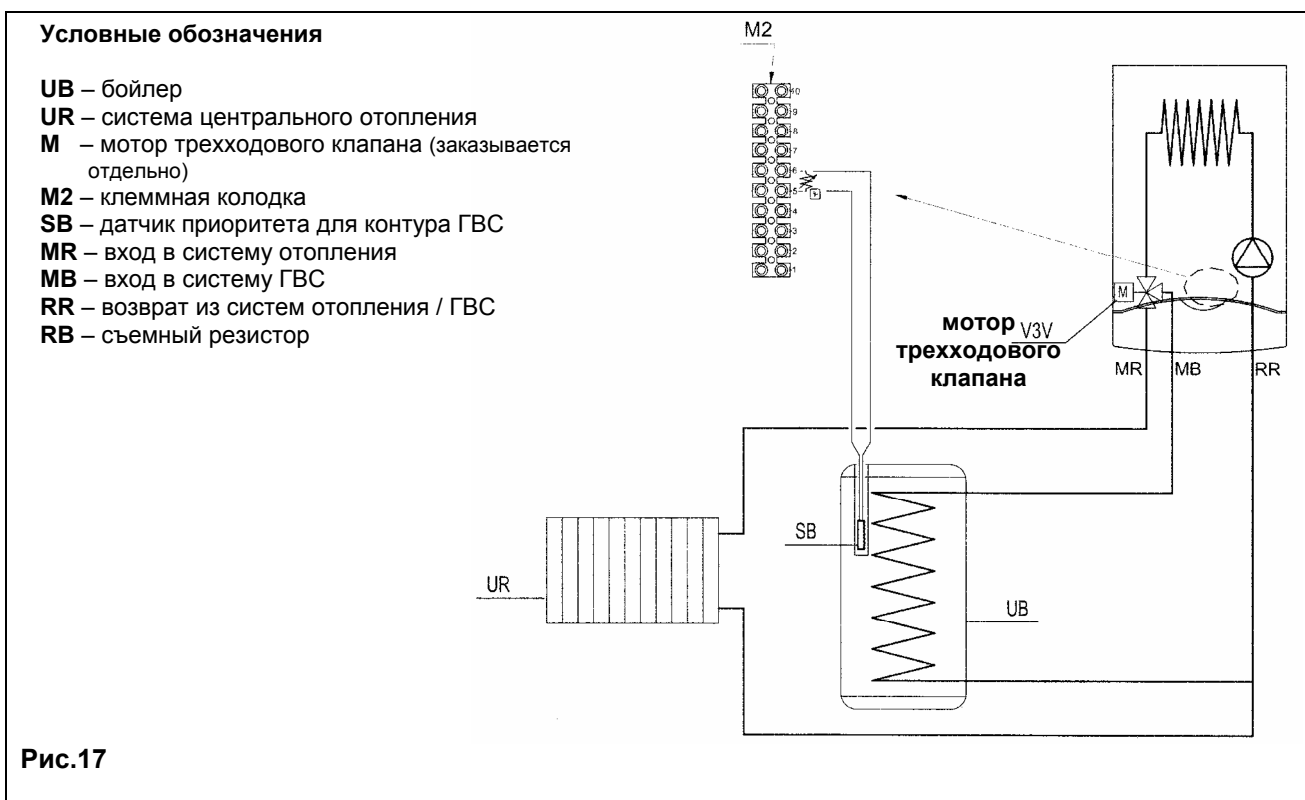 Условные обозначения
UB – бойлер
UR – система центрального отопления
M – мотор трехходового клапана (заказывается
отдельно)
M2 – клеммная колодка
SB – датчик приоритета для контура ГВС
MR – вход в систему отопления
MB – вход в систему ГВС
RR – возврат из систем отопления / ГВС
RB – съемный резистор
M2
10
9
8
7
6
5
4
3
2
1
M
мотор V3V
трехходового
клапана
MR MB RR
SB
UR
UB
Рис.17